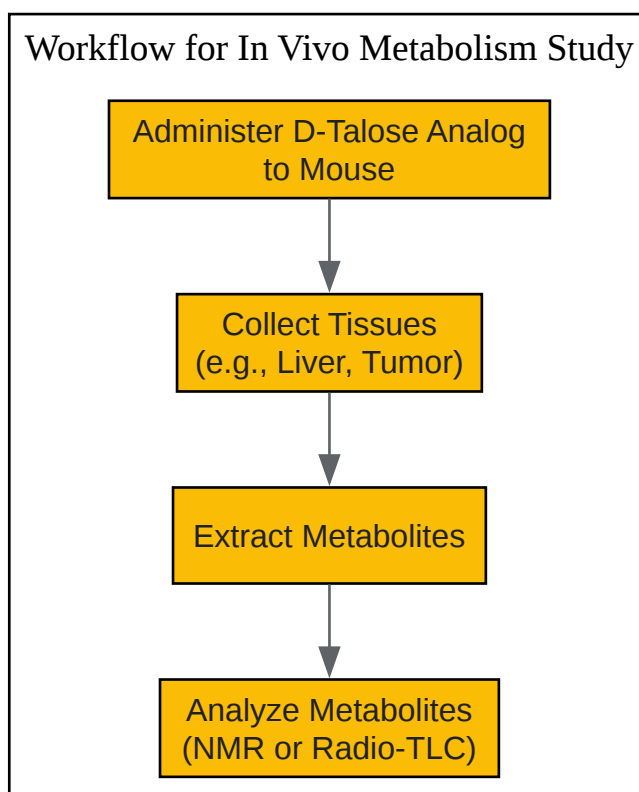 Workflow for In Vivo Metabolism Study
Administer D-Talose Analog
to Mouse
Collect Tissues
(e.g., Liver, Tumor)
Extract Metabolites
Analyze Metabolites
(NMR or Radio-TLC)